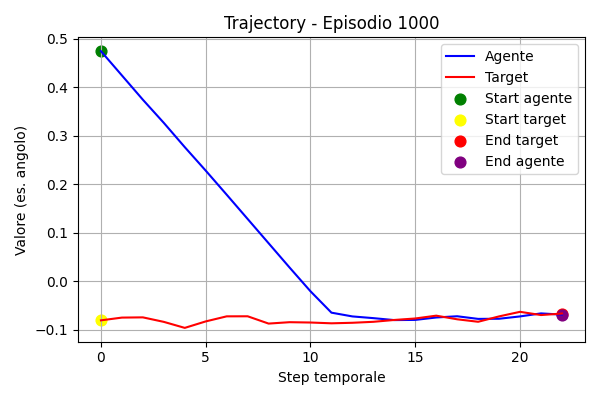 Trajectory - Episodio 1000
Valore (es. angolo)
0.5
0.4
0.3
0.2
0.1
0.0
−0.1
Agente
Target
Start agente
Start target
End target
End agente
0 5 10 15 20
Step temporale